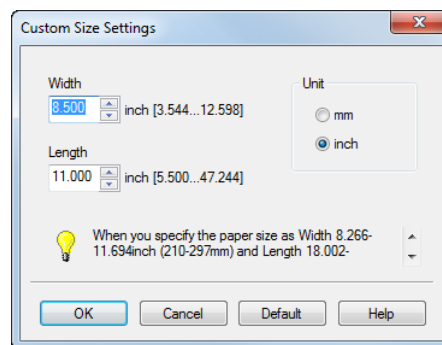 Custom Size Settings
Width
8.500 inch [3.544...12.598]
Unit
mm
inch
Length
11.000 inch [5.500...47.244]
When you specify the paper size as Width 8.266-
11.694inch (210-297mm) and Length 18.002-
OK Cancel Default Help